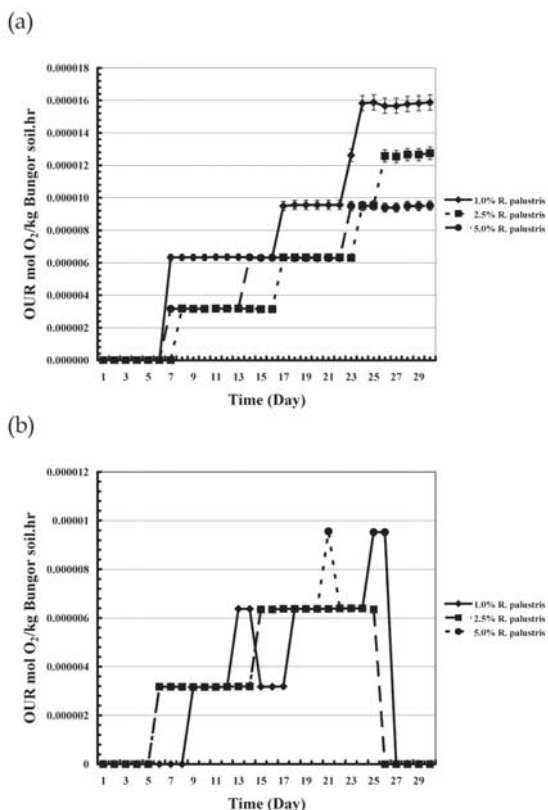 (a)
0.000018
0.000016
0.000014
0.000012
0.000010
0.000008
0.000006
0.000004
0.000002
0.000000
OUR mol O₂/kg Bungor soil.hr
1 3 5 7 9 11 13 15 17 19 21 23 25 27 29
Time (Day)
1.0% R. palustris
2.5% R. palustris
5.0% R. palustris
(b)
0.000012
0.00001
0.000008
0.000006
0.000004
0.000002
0
OUR mol O₂/kg Bungor soil.hr
1 3 5 7 9 11 13 15 17 19 21 23 25 27 29
Time (Day)
1.0% R. palustris
2.5% R. palustris
5.0% R. palustris